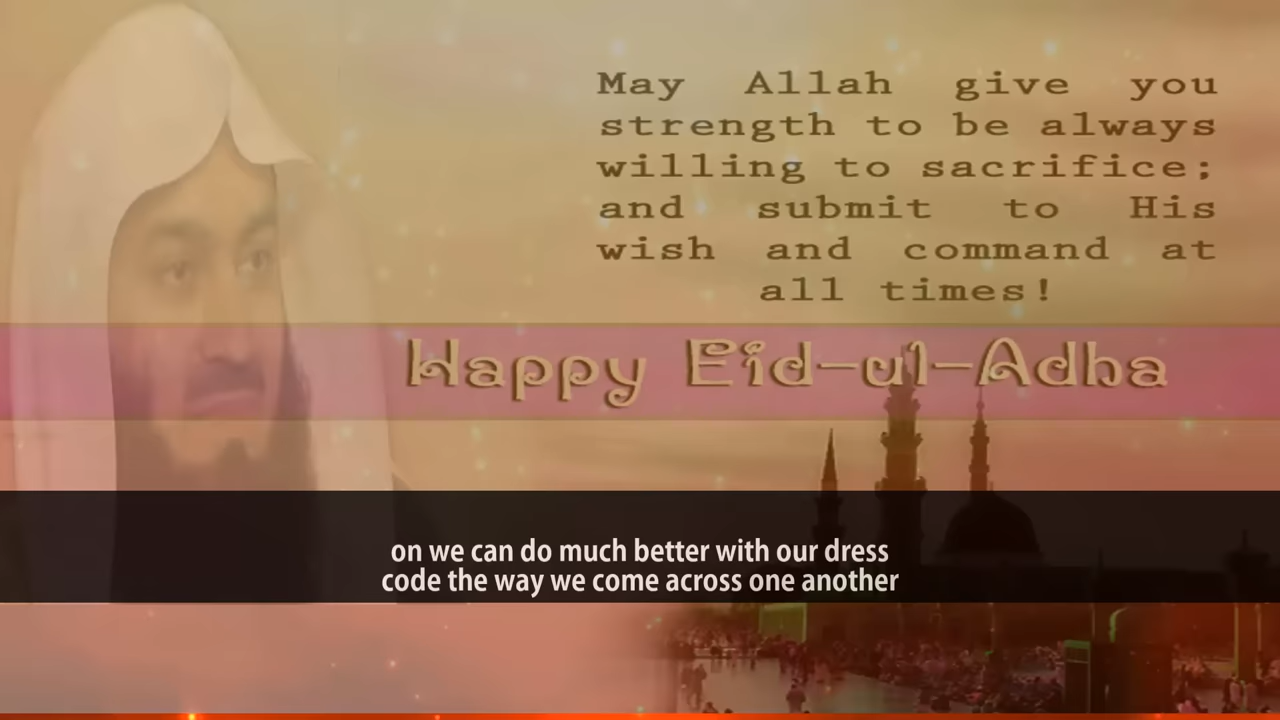 May Allah give you
strength to be always
willing to sacrifice;
and submit to His
wish and command at
all times!
Happy Eid-ul-Adha
on we can do much better with our dress
code the way we come across one another